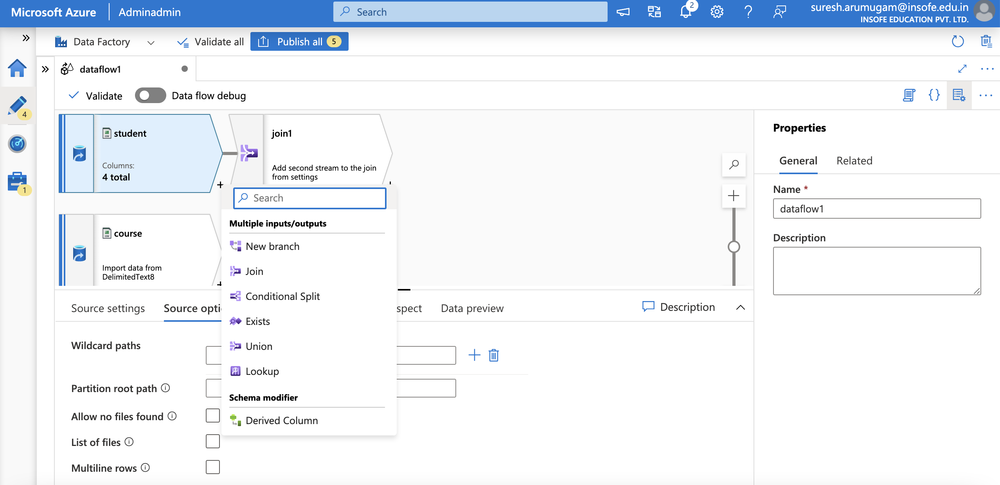 Microsoft Azure
Adminadmin
Search
2
suresh.arumugam@insofe.edu.in
INSOFE EDUCATION PVT. LTD.
Data Factory
Validate all
Publish all 5
dataflow1
Validate
Data flow debug
4
1
student
Columns:
4 total
join1
Add second stream to the join
from settings
course
Import data from
DelimitedText8
Search
Multiple inputs/outputs
New branch
Join
Conditional Split
Exists
Union
Lookup
Schema modifier
Derived Column
Source settings
Source opti
spect
Data preview
Description
Wildcard paths
Partition root path
Allow no files found
List of files
Multiline rows
Properties
General
Related
Name *
dataflow1
Description